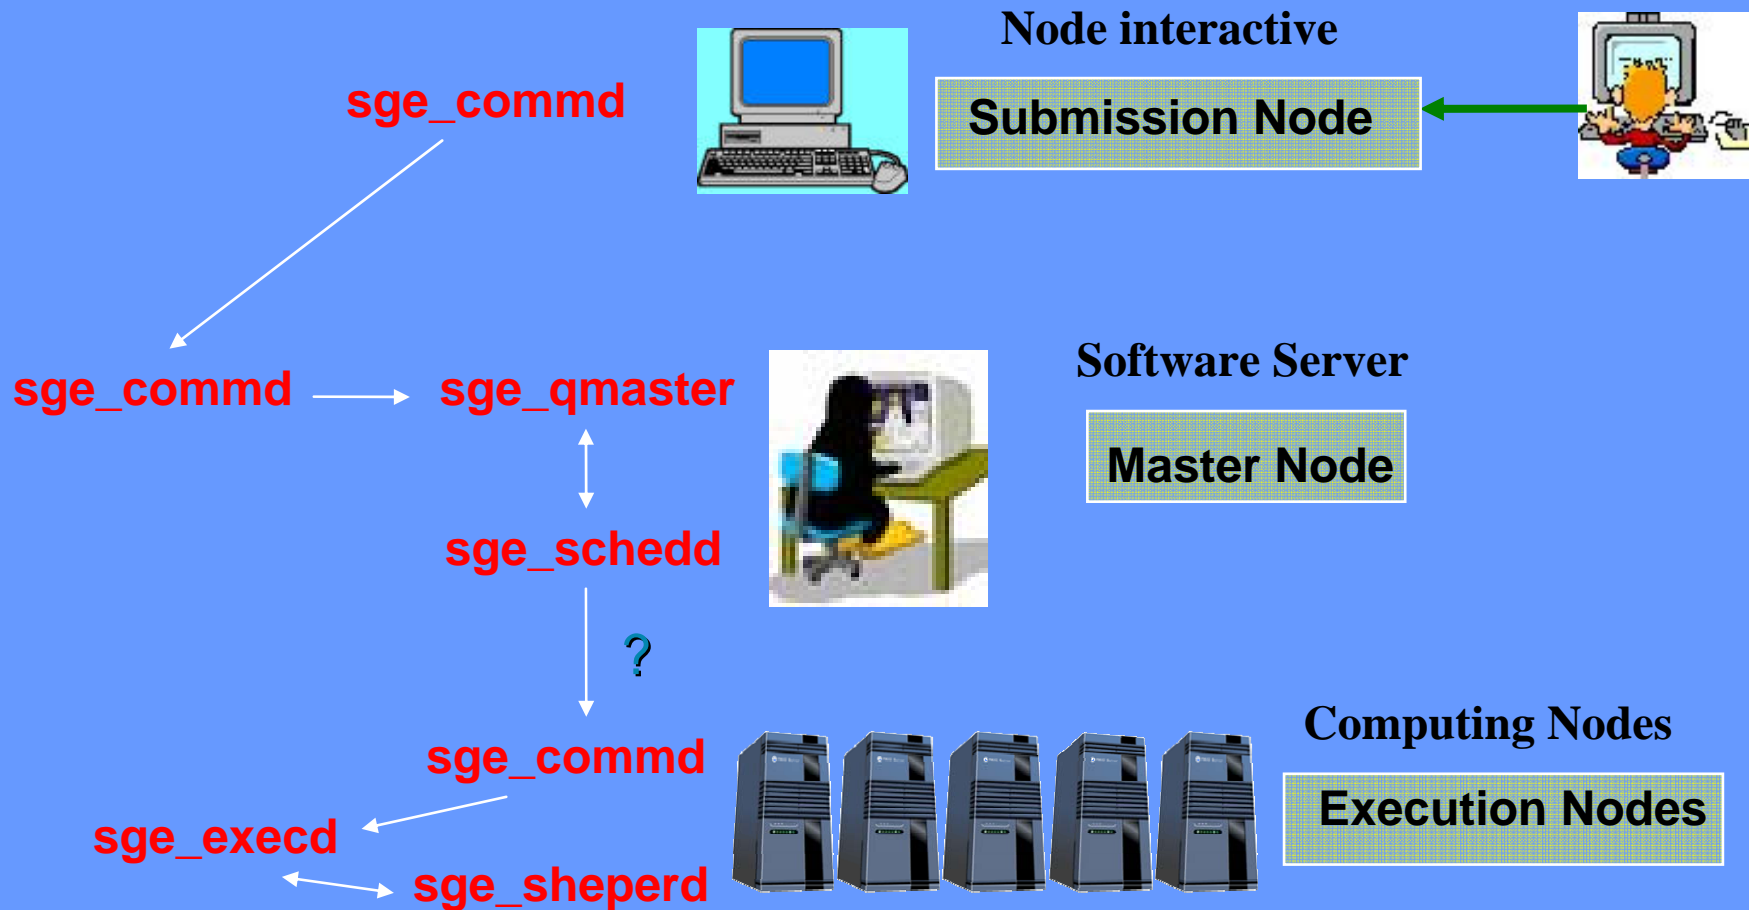 Node interactive
sge_commd
Submission Node
Software Server
sge_commd
sge_qmaster
Master Node
sge_schedd
?
Computing Nodes
sge_commd
Execution Nodes
sge_execd
sge_sheperd